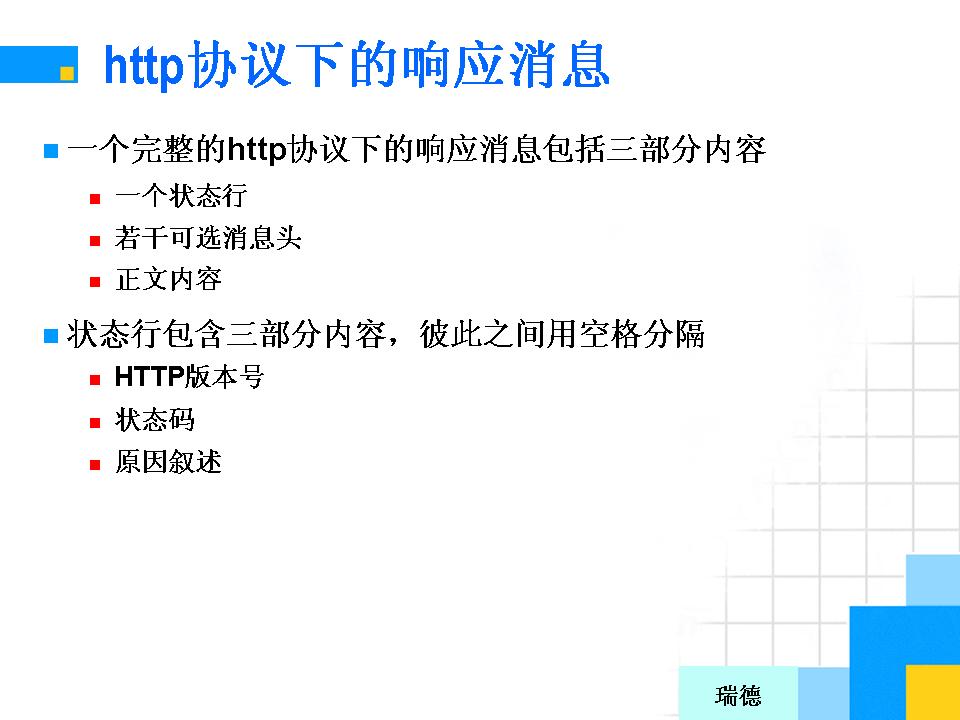 http协议下的响应消息
一个完整的http协议下的响应消息包括三部分内容
一个状态行
若干可选消息头
正文内容
状态行包含三部分内容，彼此之间用空格分隔
HTTP版本号
状态码
原因叙述
瑞德